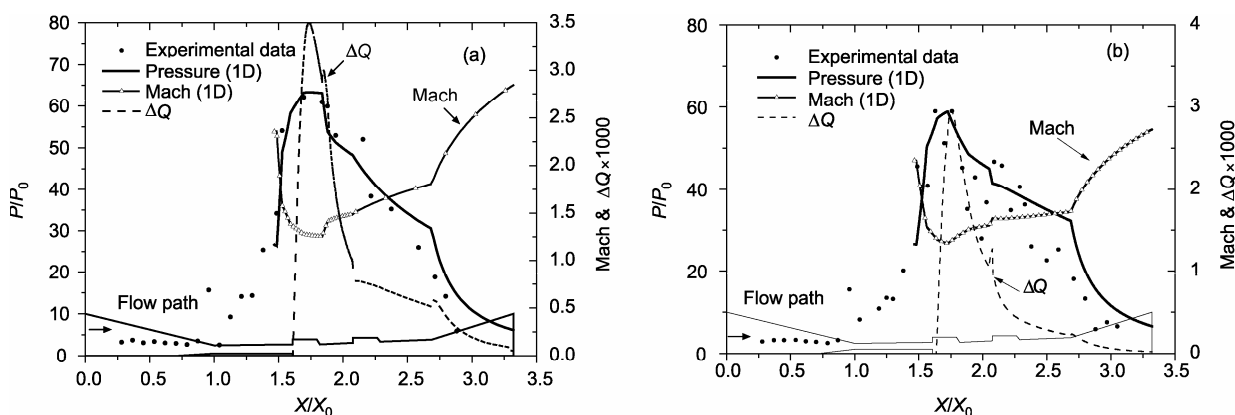 (a)
Experimental data
Pressure (1D)
Mach (1D)
ΔQ
ΔQ
Mach
Flow path
P/P0
80
70
60
50
40
30
20
10
0
Mach & ΔQ×1000
3.5
3.0
2.5
2.0
1.5
1.0
0.5
0.0
0.0 0.5 1.0 1.5 2.0 2.5 3.0 3.5
X/X0
(b)
Experimental data
Pressure (1D)
Mach (1D)
ΔQ
Mach
ΔQ
Flow path
P/P0
80
60
40
20
0
Mach & ΔQ×1000
4
3
2
1
0
0.0 0.5 1.0 1.5 2.0 2.5 3.0 3.5
X/X0